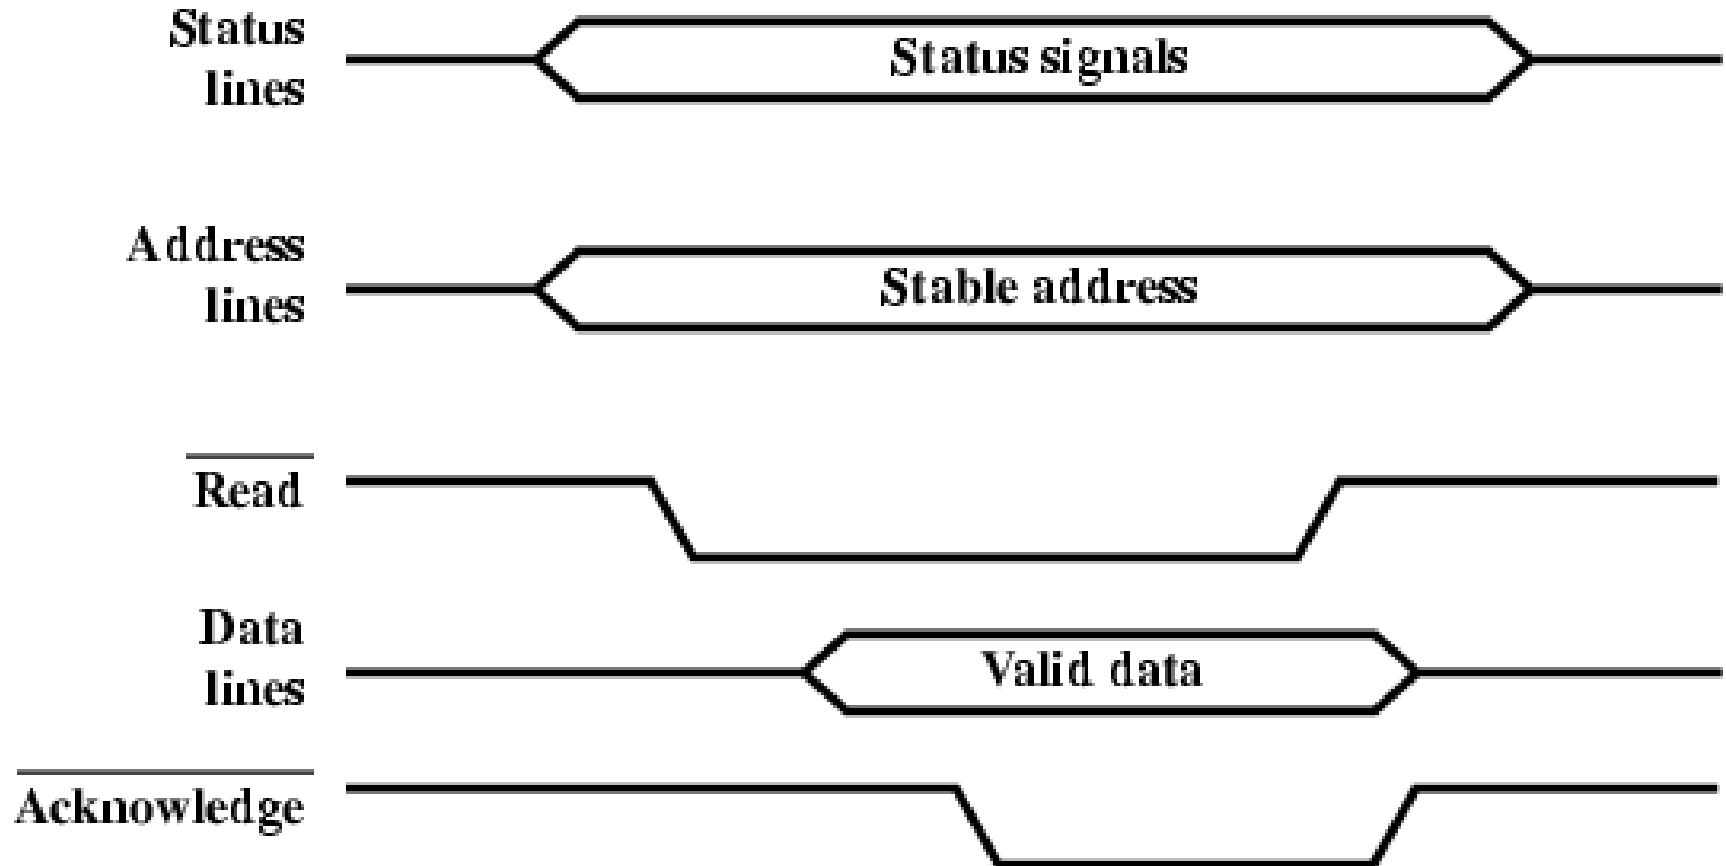 Status
lines
Status signals
Address
lines
Stable address
Read
Data
lines
Valid data
Acknowledge